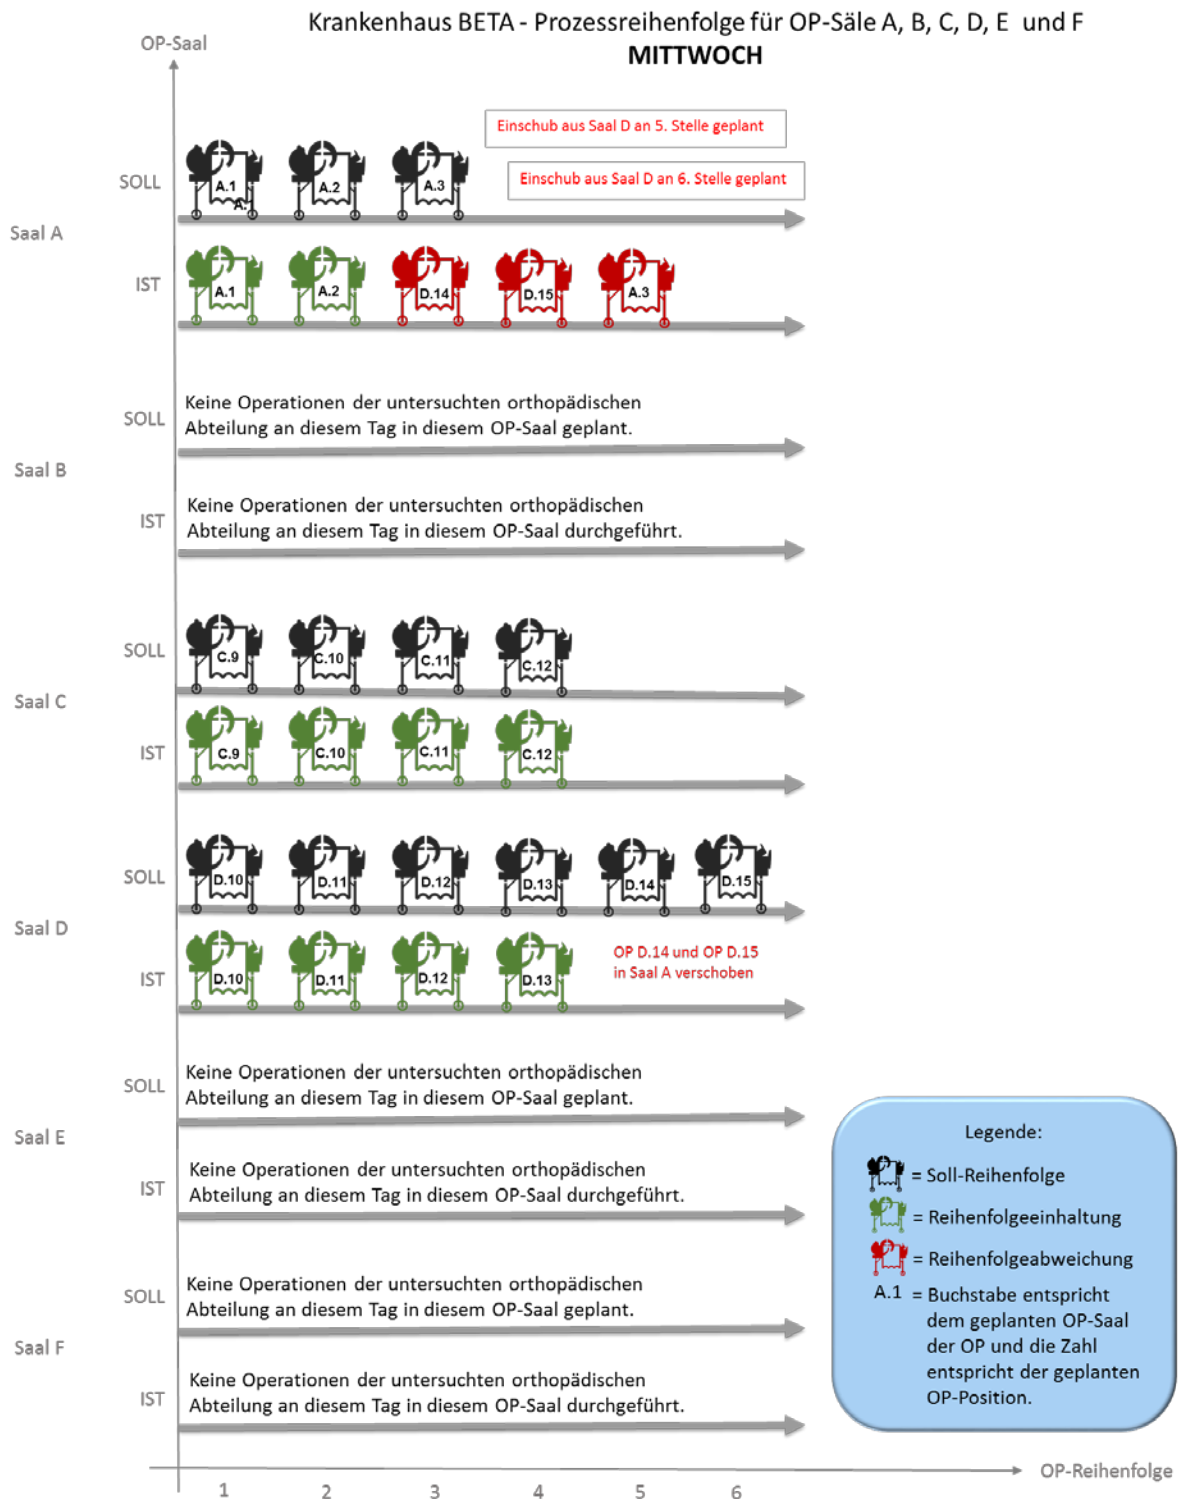 Krankenhaus BETA - Prozessreihenfolge für OP-Säle A, B, C, D, E und F
MITTWOCH
OP-Saal
Einschub aus Saal D an 5. Stelle geplant
Einschub aus Saal D an 6. Stelle geplant
SOLL
A.1
A.2
A.3
Saal A
IST
A.1
A.2
D.14
D.15
A.3
SOLL
Keine Operationen der untersuchten orthopädischen
Abteilung an diesem Tag in diesem OP-Saal geplant.
Saal B
IST
Keine Operationen der untersuchten orthopädischen
Abteilung an diesem Tag in diesem OP-Saal durchgeführt.
SOLL
C.9
C.10
C.11
C.12
Saal C
IST
C.9
C.10
C.11
C.12
SOLL
D.10
D.11
D.12
D.13
D.14
D.15
Saal D
IST
D.10
D.11
D.12
D.13
OP D.14 und OP D.15
in Saal A verschoben
SOLL
Keine Operationen der untersuchten orthopädischen
Abteilung an diesem Tag in diesem OP-Saal geplant.
Saal E
IST
Keine Operationen der untersuchten orthopädischen
Abteilung an diesem Tag in diesem OP-Saal durchgeführt.
SOLL
Keine Operationen der untersuchten orthopädischen
Abteilung an diesem Tag in diesem OP-Saal geplant.
Saal F
IST
Keine Operationen der untersuchten orthopädischen
Abteilung an diesem Tag in diesem OP-Saal durchgeführt.
Legende:
= Soll-Reihenfolge
= Reihenfolgeeinhaltung
= Reihenfolgeabweichung
A.1 = Buchstabe entspricht
dem geplanten OP-Saal
der OP und die Zahl
entspricht der geplanten
OP-Position.
OP-Reihenfolge
1 2 3 4 5 6